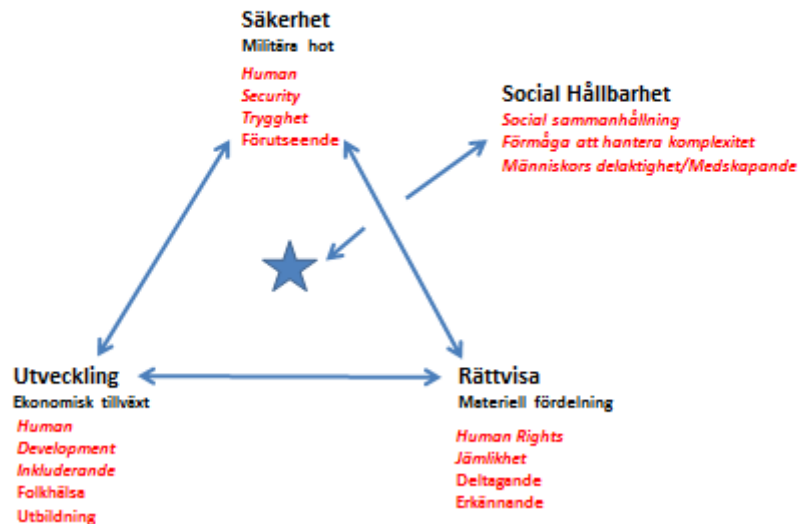 Säkerhet
Militära hot
Human
Security
Trygghet
Förutseende
Social Hållbarhet
Social sammanhållning
Förmåga att hantera komplexitet
Människors delaktighet/Medskapande
Utveckling
Ekonomisk tillväxt
Human
Development
Inkluderande
Folkhälsa
Utbildning
Rättvisa
Materiell fördelning
Human Rights
Jämlikhet
Deltagande
Erkännande